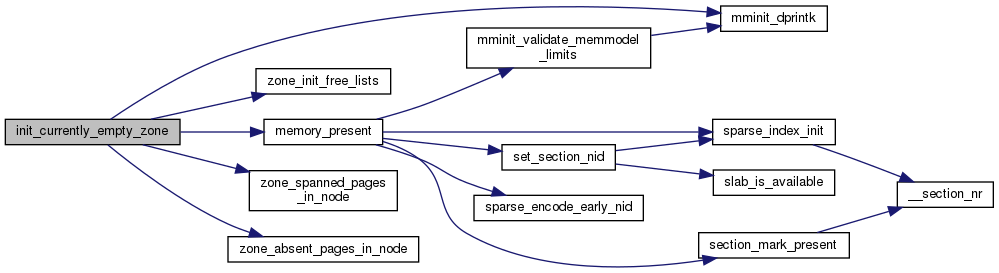 mminit_dprintk
mminit_validate_memmodel
_limits
zone_init_free_lists
init_currently_empty_zone
memory_present
sparse_index_init
set_section_nid
zone_spanned_pages
_in_node
slab_is_available
__section_nr
sparse_encode_early_nid
zone_absent_pages_in_node
section_mark_present